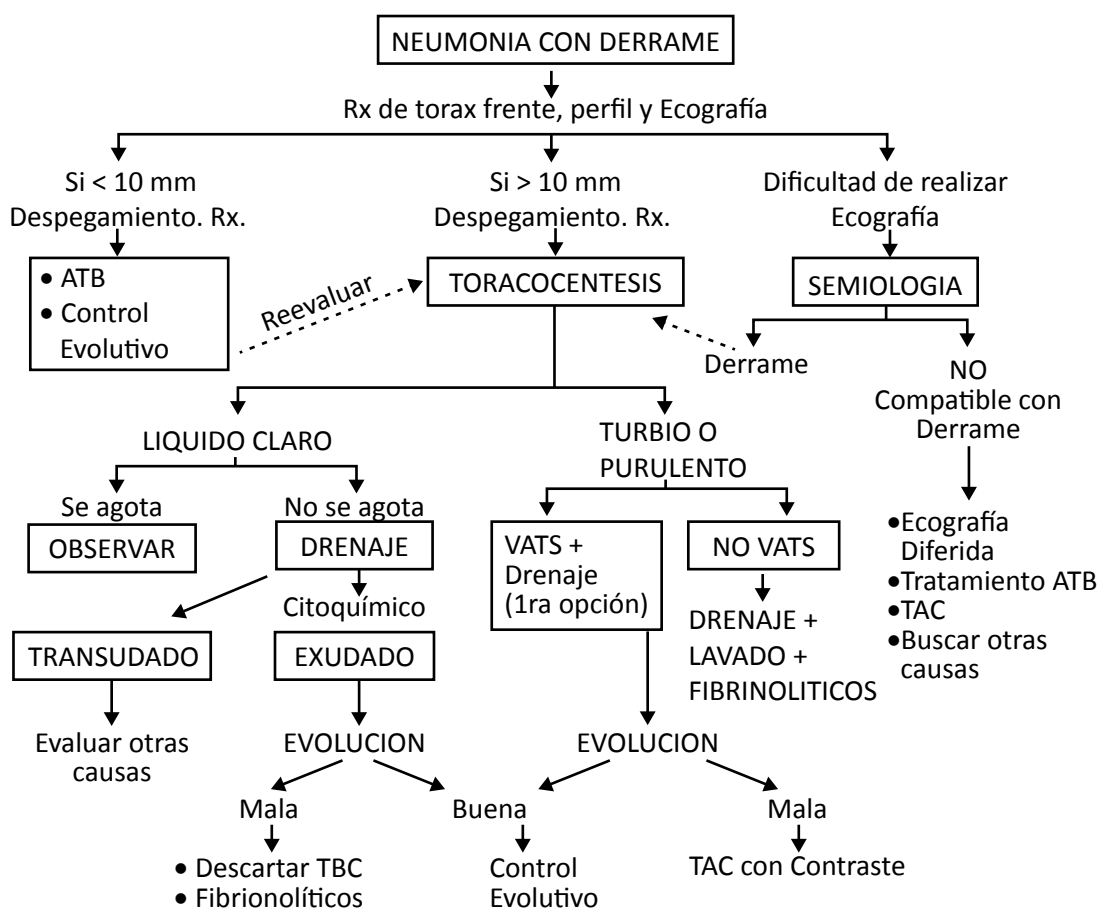 NEUMONIA CON DERRAME
Rx de torax frente, perfil y Ecografía
Si < 10 mm
Despegamiento. Rx.
Si > 10 mm
Despegamiento. Rx.
Dificultad de realizar
Ecografía
• ATB
• Control
Evolutivo
Reevaluar
TORACOCENTESIS
SEMIOLOGIA
Derrame
NO
Compatible con
Derrame
LIQUIDO CLARO
TURBIO O
PURULENTO
Se agota
OBSERVAR
No se agota
DRENAJE
VATS +
Drenaje
(1ra opción)
NO VATS
•Ecografía
Diferida
•Tratamiento ATB
•TAC
•Buscar otras
causas
Citoquímico
DRENAJE +
LAVADO +
FIBRINOLITICOS
TRANSUDADO
EXUDADO
Evaluar otras
causas
EVOLUCION
EVOLUCION
Mala
Buena
Mala
• Descartar TBC
• Fibrionolíticos
Control
Evolutivo
TAC con Contraste